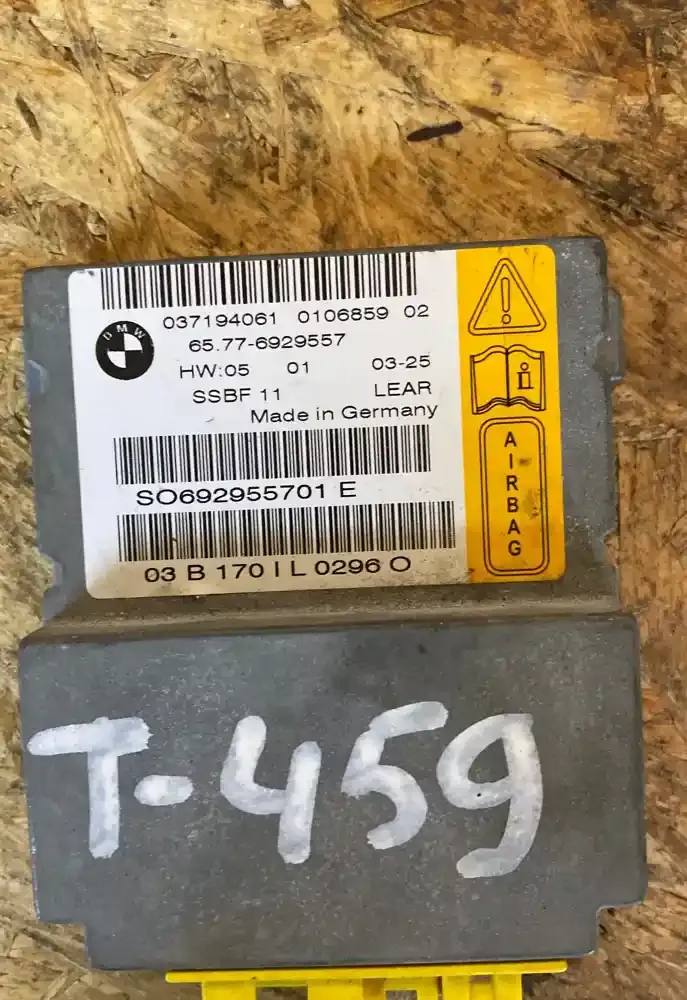 BMW
037194061 0106859 02
65.77-6929557
HW:05 01 03-25
SSBF 11 LEAR
Made in Germany
SO692955701 E
03 B 170 I L 0296 O
AIRBAG
T-459